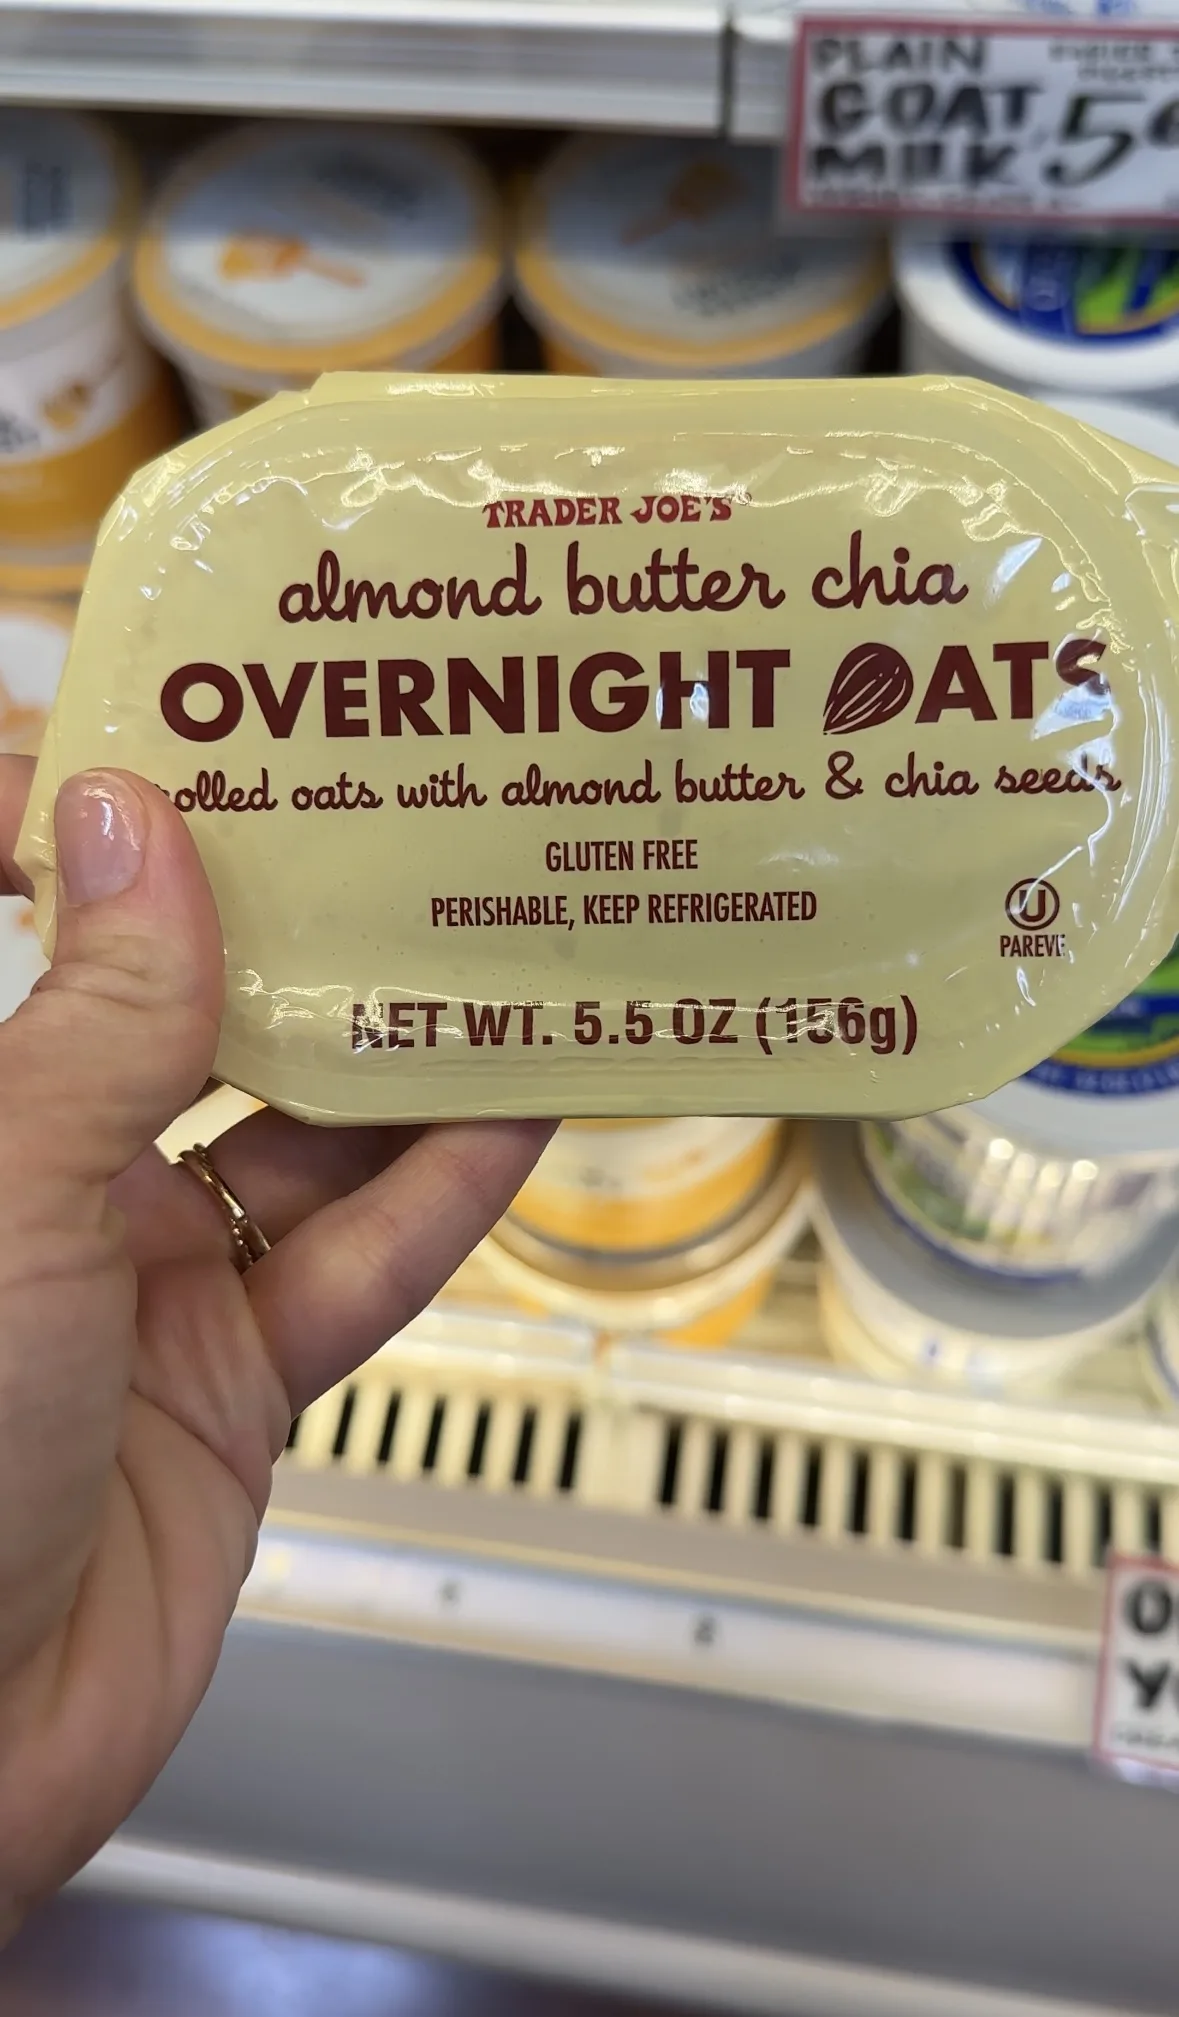 PLAIN
GOAT
MILK
TRADER JOE'S
almond butter chia
OVERNIGHT OATS
olled oats with almond butter & chia seeds
GLUTEN FREE
PERISHABLE, KEEP REFRIGERATED
U
PAREVE
NET WT. 5.5 OZ (156g)